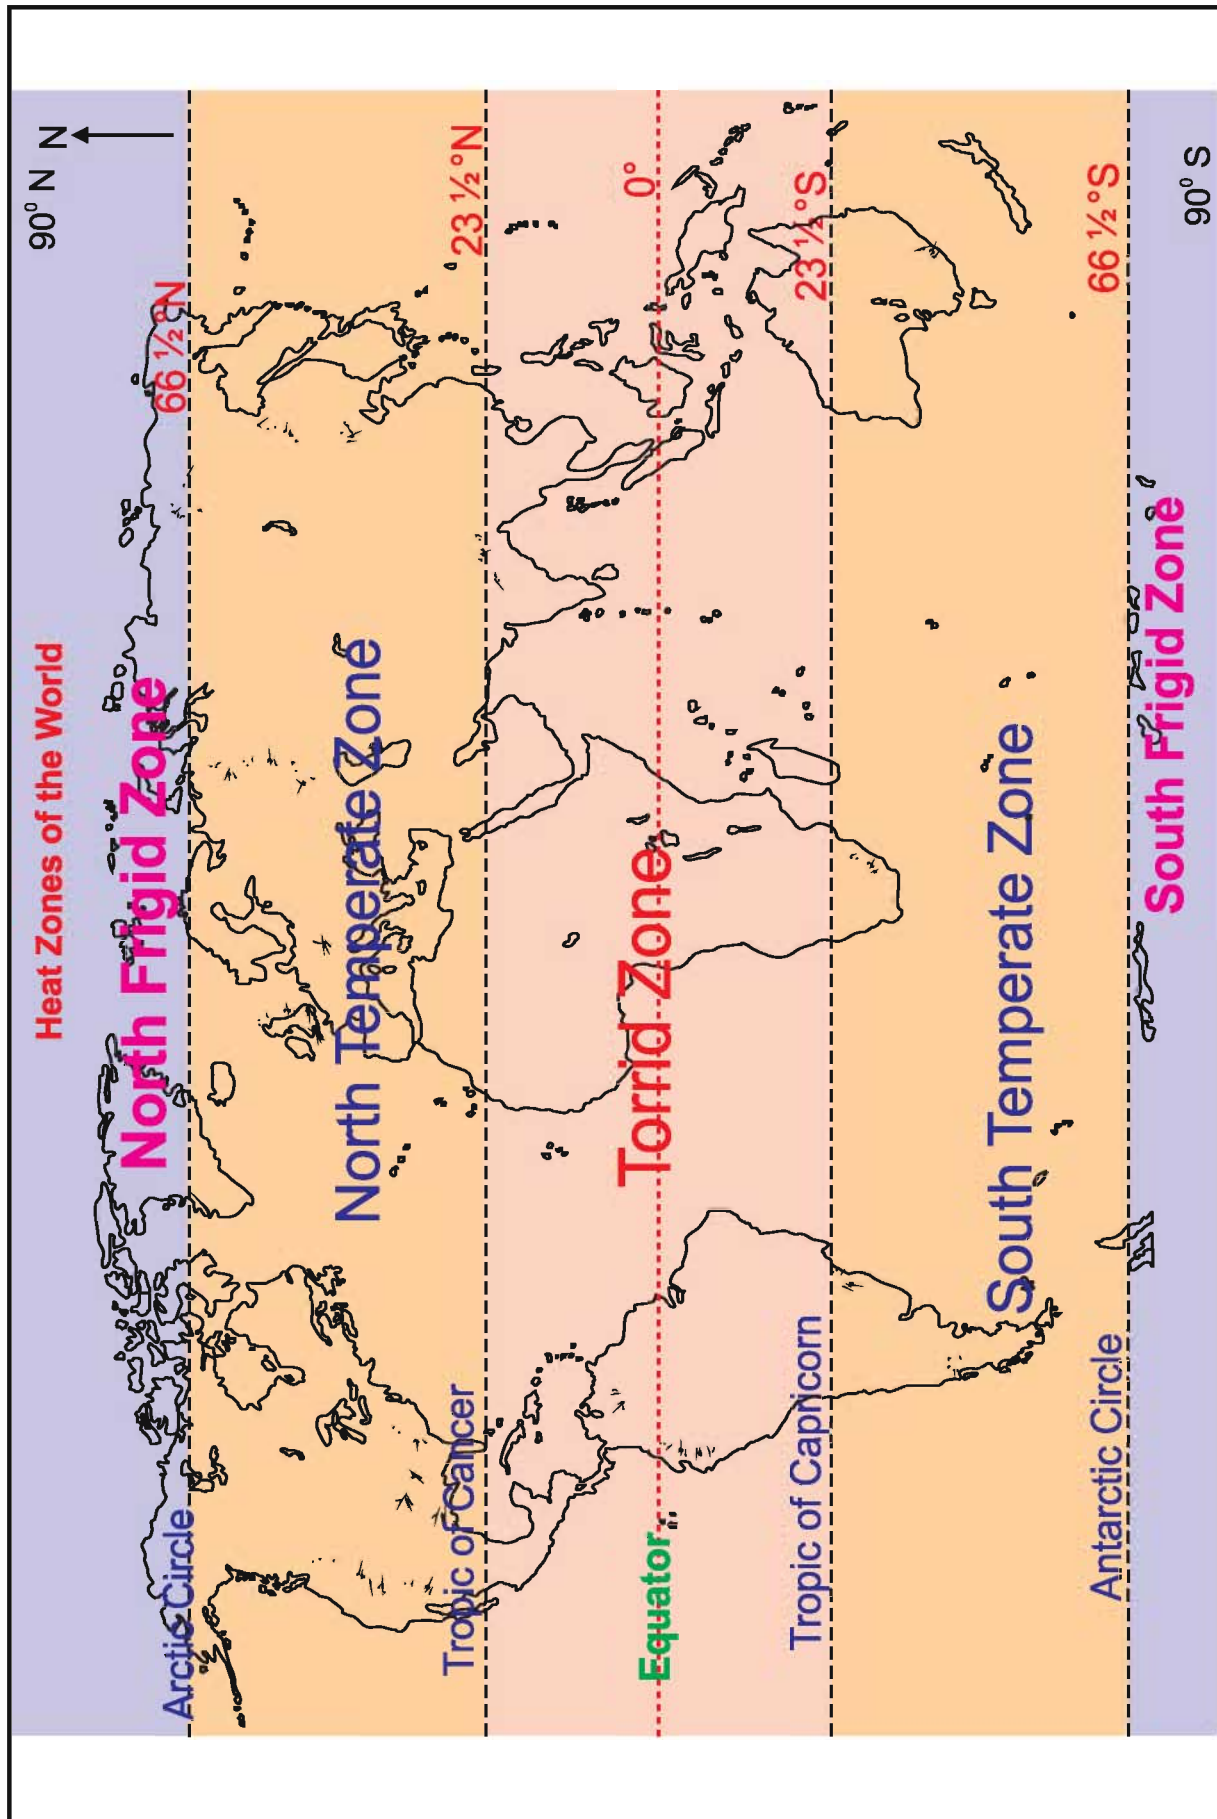 Heat Zones of the World
90° N
N
66 ½°N
North Frigid Zone
Arctic Circle
North Temperate Zone
23 ½°N
Tropic of Cancer
0°
Torrid Zone
Equator
23 ½°S
Tropic of Capricorn
South Temperate Zone
66 ½°S
Antarctic Circle
South Frigid Zone
90° S